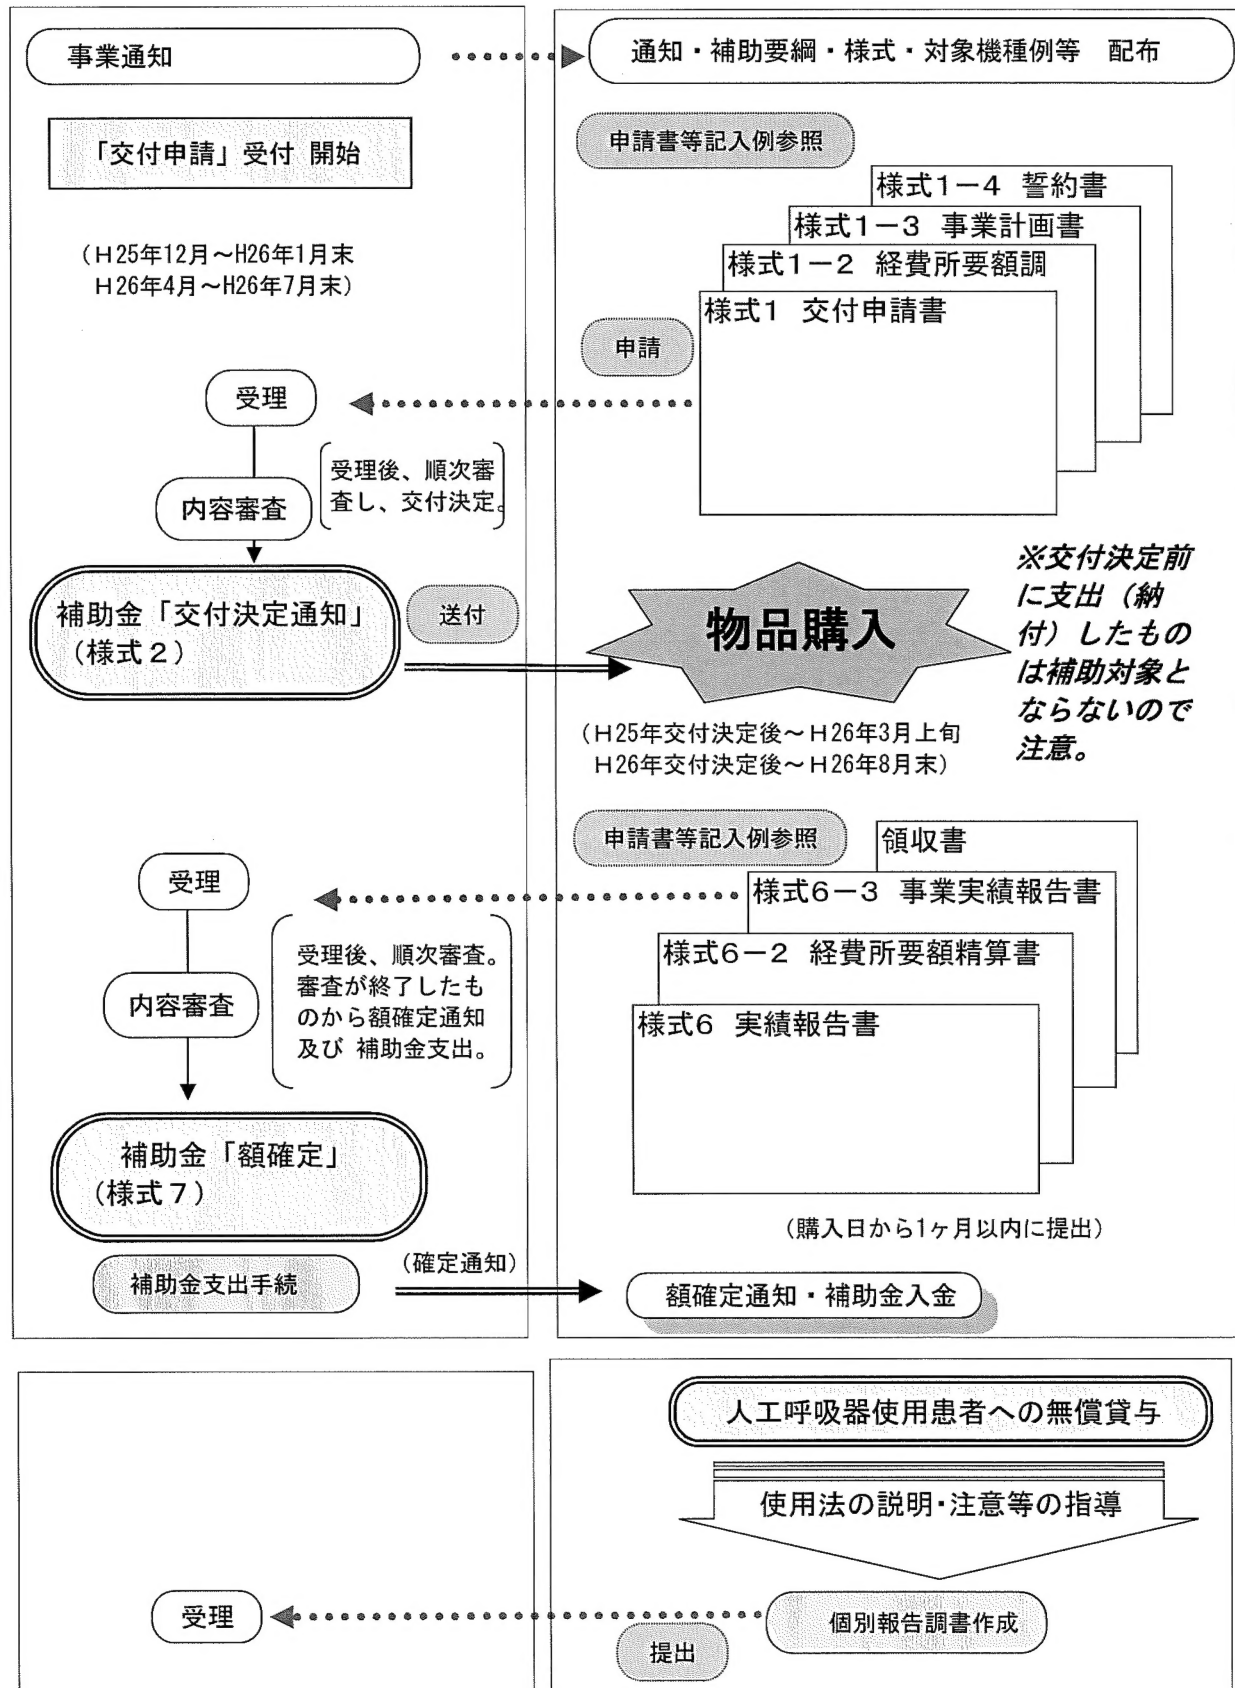 事業通知
通知・補助要綱・様式・対象機種例等　配布
「交付申請」受付 開始
（H25年12月～H26年1月末
H26年4月～H26年7月末）
申請書等記入例参照
様式1－4 誓約書
様式1－3 事業計画書
様式1－2 経費所要額調
様式1 交付申請書
申請
受理
受理後、順次審
査し、交付決定。
内容審査
補助金「交付決定通知」
（様式２）
送付
物品購入
※交付決定前
に支出（納
付）したもの
は補助対象と
ならないので
注意。
（H25年交付決定後～H26年3月上旬
H26年交付決定後～H26年8月末）
申請書等記入例参照
領収書
様式6－3 事業実績報告書
様式6－2 経費所要額精算書
様式6 実績報告書
受理
受理後、順次審査。
審査が終了したも
のから額確定通知
及び 補助金支出。
内容審査
補助金「額確定」
（様式７）
（購入日から1ヶ月以内に提出）
補助金支出手続
（確定通知）
額確定通知・補助金入金
人工呼吸器使用患者への無償貸与
使用法の説明・注意等の指導
受理
個別報告調書作成
提出